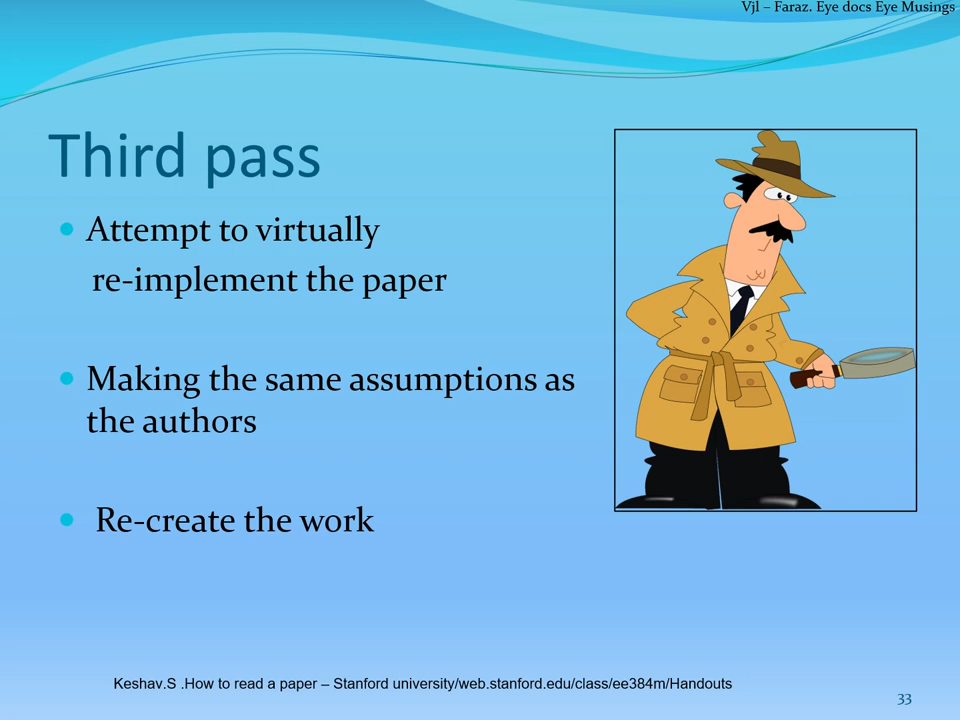 Vjl – Faraz. Eye docs Eye Musings
Third pass
Attempt to virtually
re-implement the paper
Making the same assumptions as
the authors
Re-create the work
Keshav.S .How to read a paper – Stanford university/web.stanford.edu/class/ee384m/Handouts
33